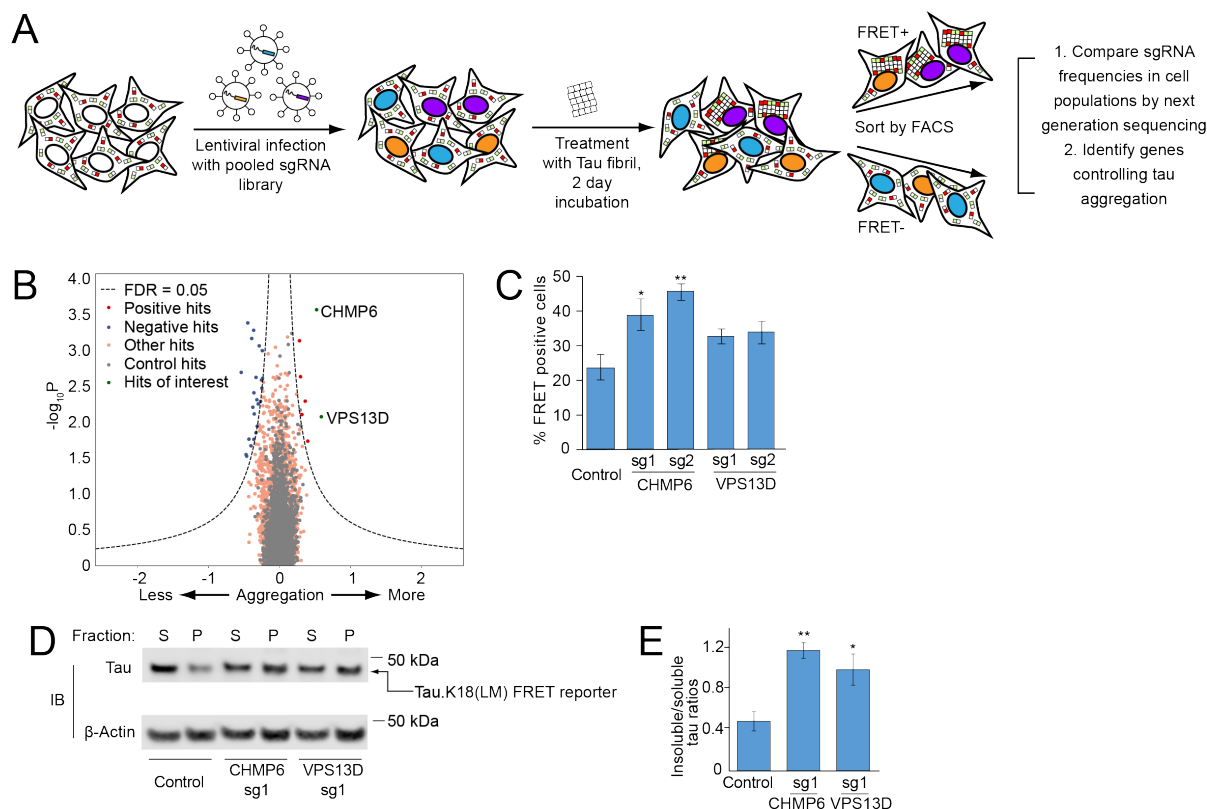 A
Lentiviral infection
with pooled sgRNA
library
Treatment
with Tau fibril,
2 day
incubation
FRET+
Sort by FACS
FRET-
1. Compare sgRNA
frequencies in cell
populations by next
generation sequencing
2. Identify genes
controlling tau
aggregation
B
4.0
3.5
3.0
2.5
2.0
1.5
1.0
0.5
0
-log10P
FDR = 0.05
Positive hits
Negative hits
Other hits
Control hits
Hits of interest
CHMP6
VPS13D
-2 -1 0 1 2
Less Aggregation More
C
50
40
30
20
10
0
% FRET positive cells
* **
sg1 sg2 sg1 sg2
Control CHMP6 VPS13D
D
Fraction: S P S P S P
Tau
50 kDa
Tau.K18(LM) FRET reporter
IB
β-Actin
50 kDa
Control CHMP6 VPS13D
sg1 sg1
E
1.2
0.8
0.4
0
Insoluble/soluble
tau ratios
** *
Control sg1 sg1
CHMP6 VPS13D